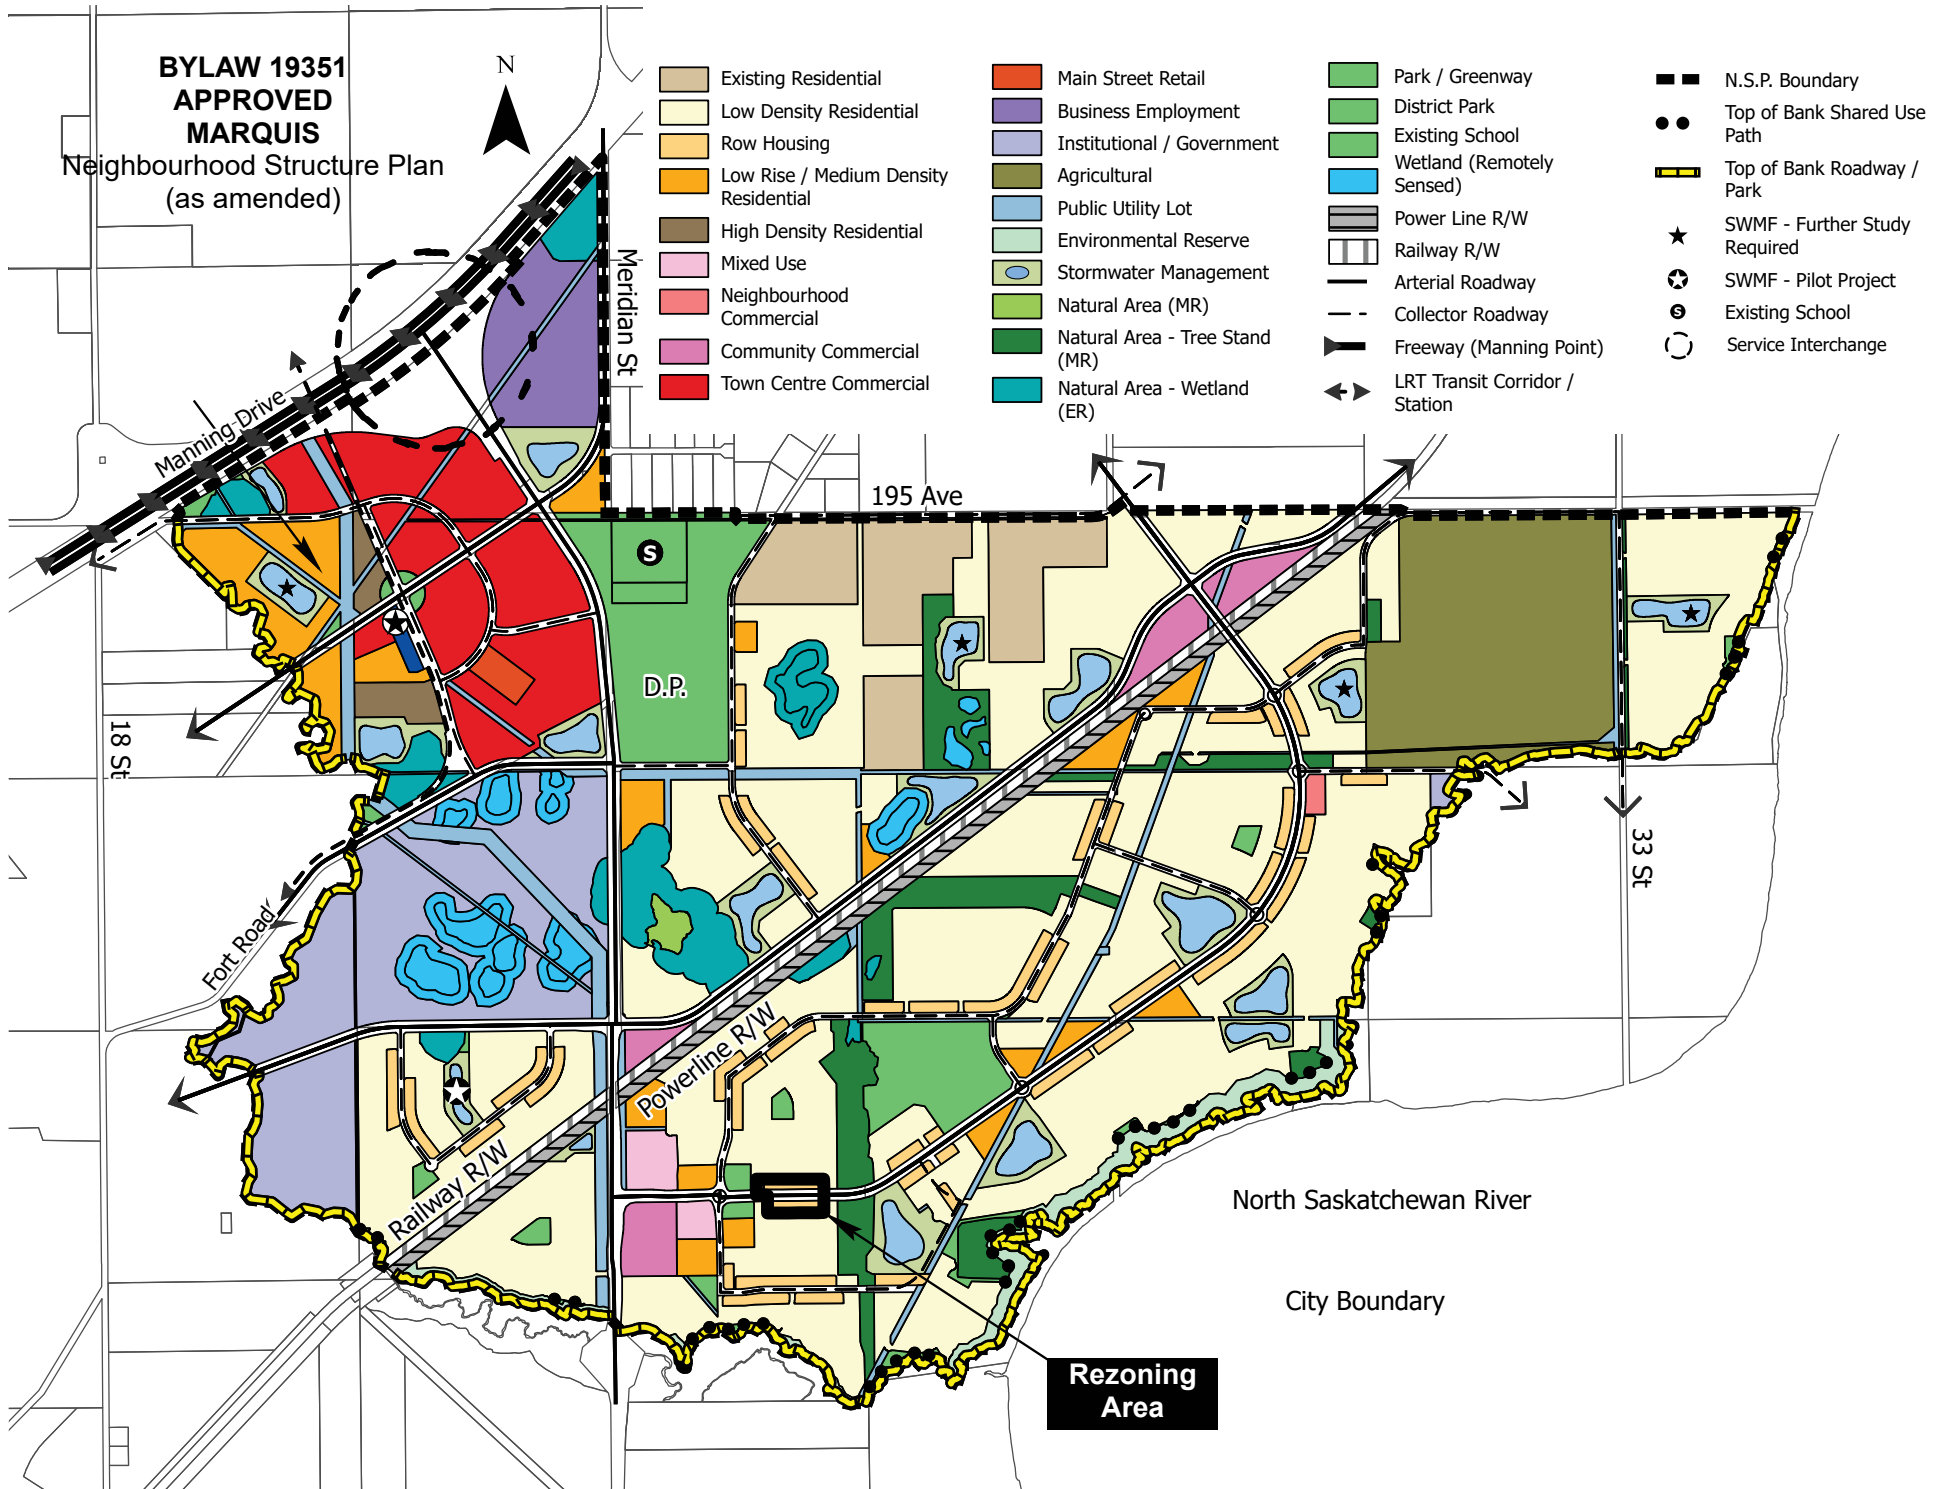 BYLAW 19351
APPROVED
MARQUIS
Neighbourhood Structure Plan
(as amended)
N
Existing Residential
Low Density Residential
Row Housing
Low Rise / Medium Density
Residential
High Density Residential
Mixed Use
Neighbourhood
Commercial
Community Commercial
Town Centre Commercial
Main Street Retail
Business Employment
Institutional / Government
Agricultural
Public Utility Lot
Environmental Reserve
Stormwater Management
Natural Area (MR)
Natural Area - Tree Stand
(MR)
Natural Area - Wetland
(ER)
Park / Greenway
District Park
Existing School
Wetland (Remotely
Sensed)
Power Line R/W
Railway R/W
Arterial Roadway
Collector Roadway
Freeway (Manning Point)
LRT Transit Corridor /
Station
N.S.P. Boundary
Top of Bank Shared Use
Path
Top of Bank Roadway /
Park
SWMF - Further Study
Required
SWMF - Pilot Project
S
Existing School
Service Interchange
Meridian St
Manning Drive
195 Ave
S
D.P.
18 St
33 St
Fort Road
Powerline R/W
Railway R/W
North Saskatchewan River
City Boundary
Rezoning
Area